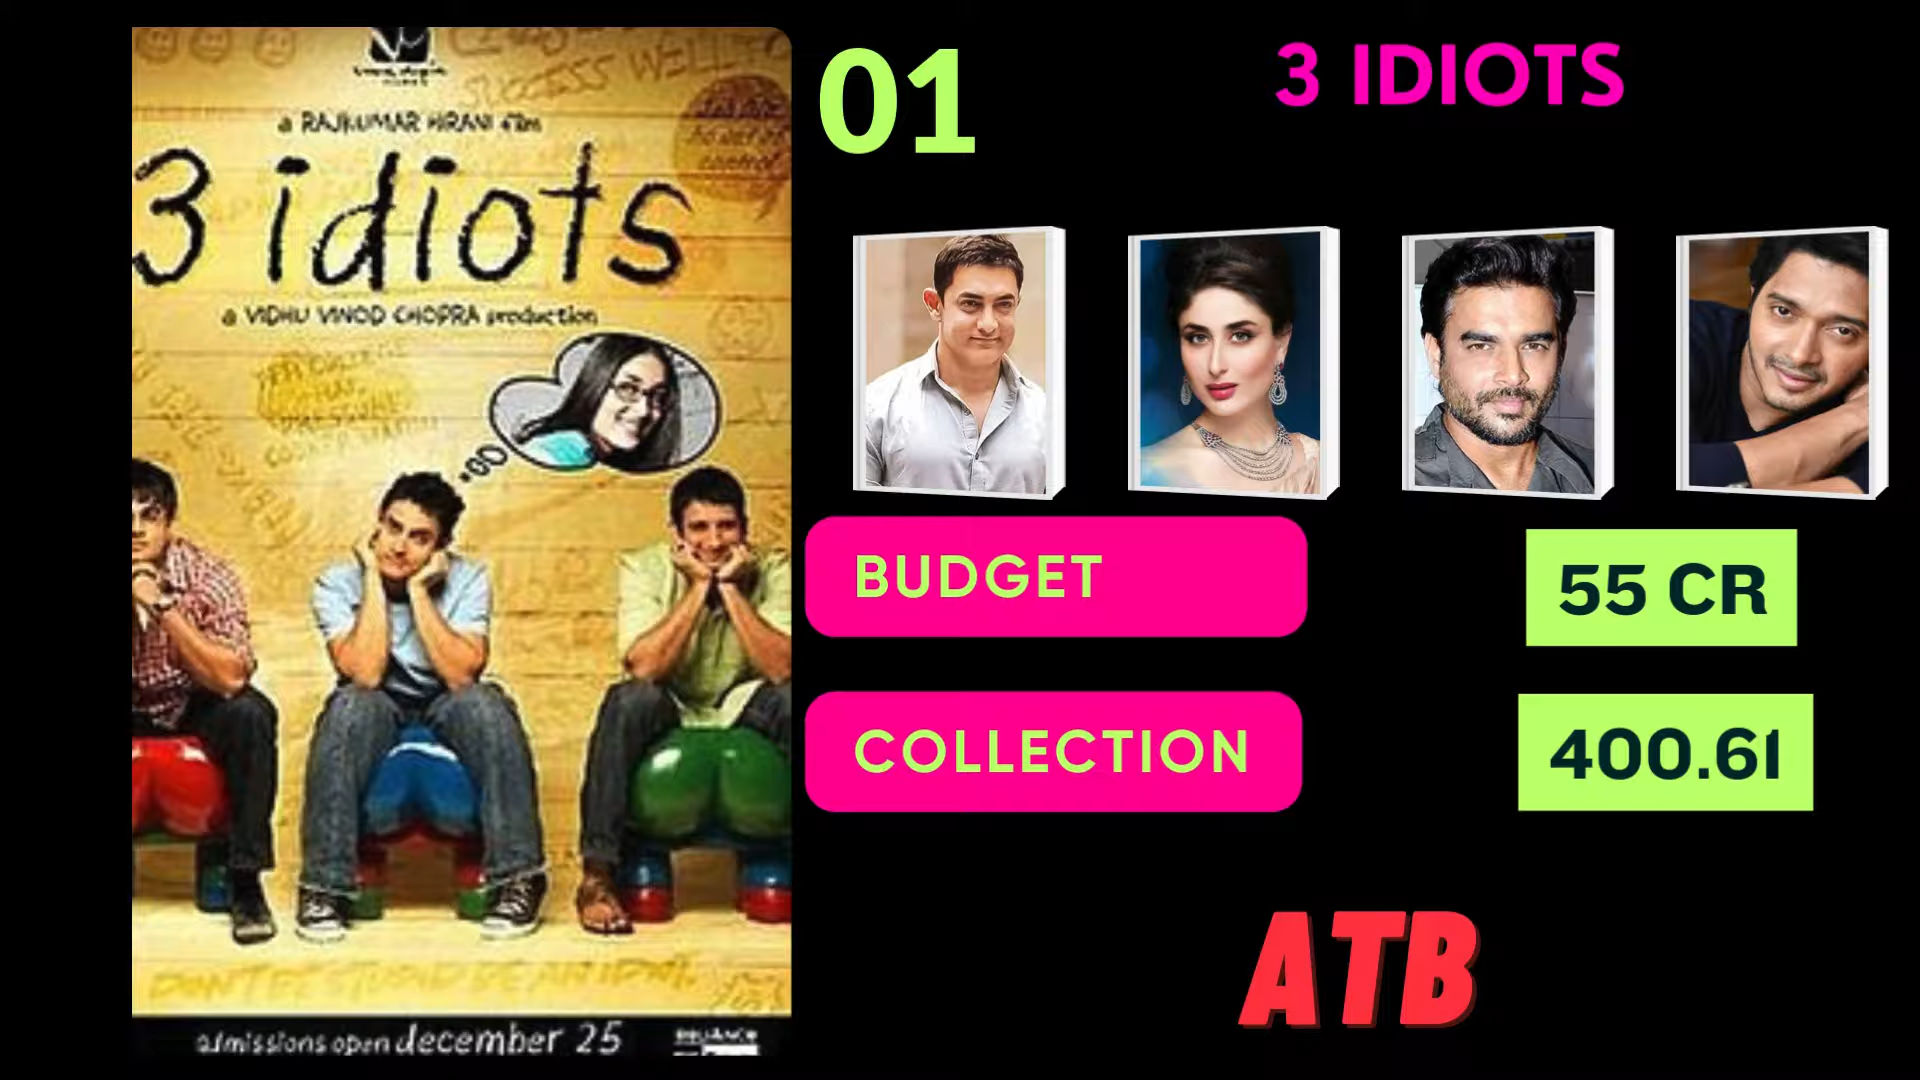 a RAJKUMAR HIRANI film
3 idiots
a VIDHU VINOD CHOPRA production
admissions open december 25
RELIANCE
01
3 IDIOTS
BUDGET
55 CR
COLLECTION
400.61
ATB